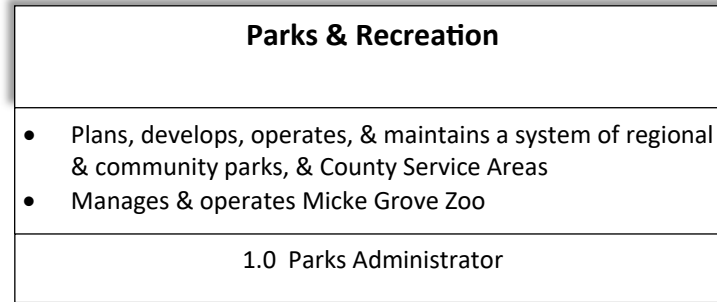 Parks & Recreation
• Plans, develops, operates, & maintains a system of regional
& community parks, & County Service Areas
• Manages & operates Micke Grove Zoo
1.0 Parks Administrator